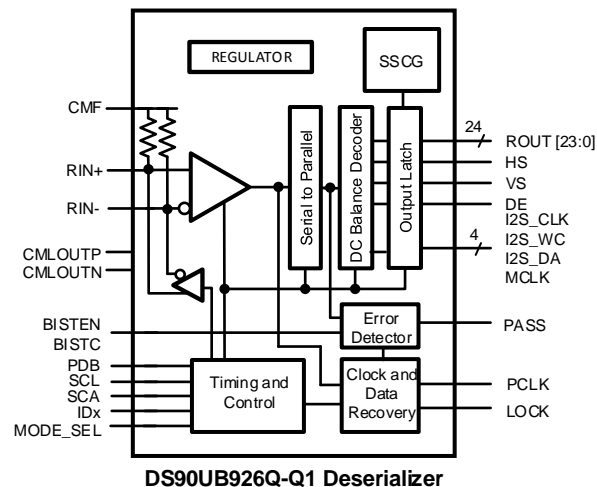 REGULATOR
SSCG
CMF
RIN+
RIN-
CMLOUTP
CMLOUTN
BISTEN
BISTC
PDB
SCL
SCA
IDx
MODE_SEL
Serial to Parallel
DC Balance Decoder
Output Latch
Timing and
Control
Error
Detector
Clock and
Data
Recovery
24
ROUT [23:0]
HS
VS
DE
I2S_CLK
4
I2S_WC
I2S_DA
MCLK
PASS
PCLK
LOCK
DS90UB926Q-Q1 Deserializer